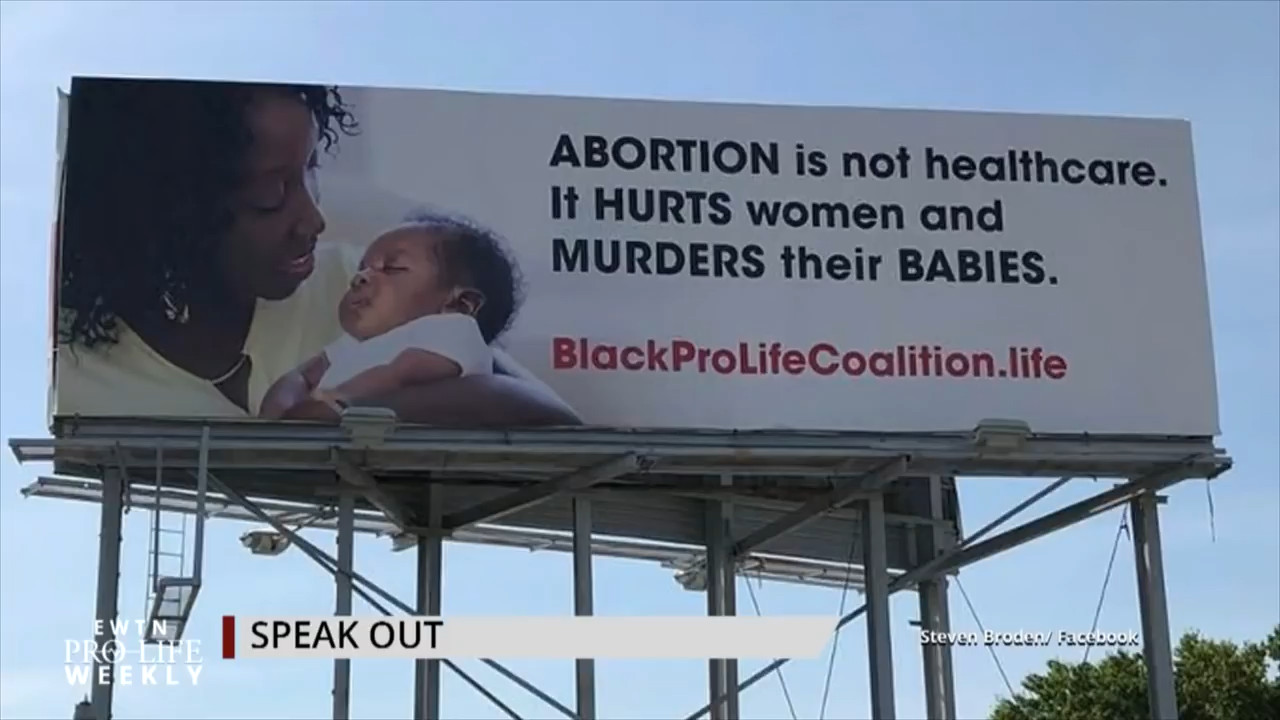 ABORTION is not healthcare.
It HURTS women and
MURDERS their BABIES.
BlackProLifeCoalition.life
EWTN
PRO-LIFE
WEEKLY
SPEAK OUT
Steven Broden/ Facebook